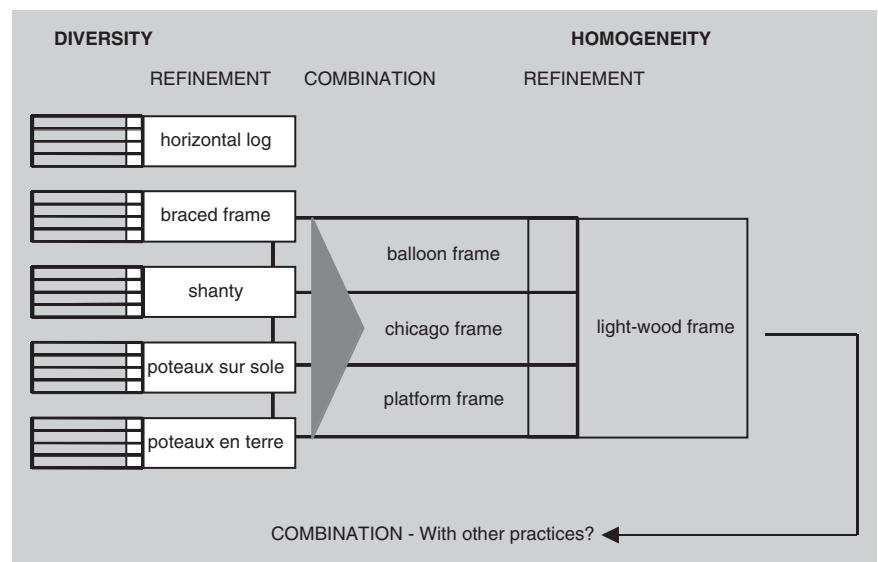 DIVERSITY HOMOGENEITY
REFINEMENT COMBINATION REFINEMENT
horizontal log
braced frame
balloon frame
shanty
chicago frame
light-wood frame
poteaux sur sole
platform frame
poteaux en terre
COMBINATION - With other practices?